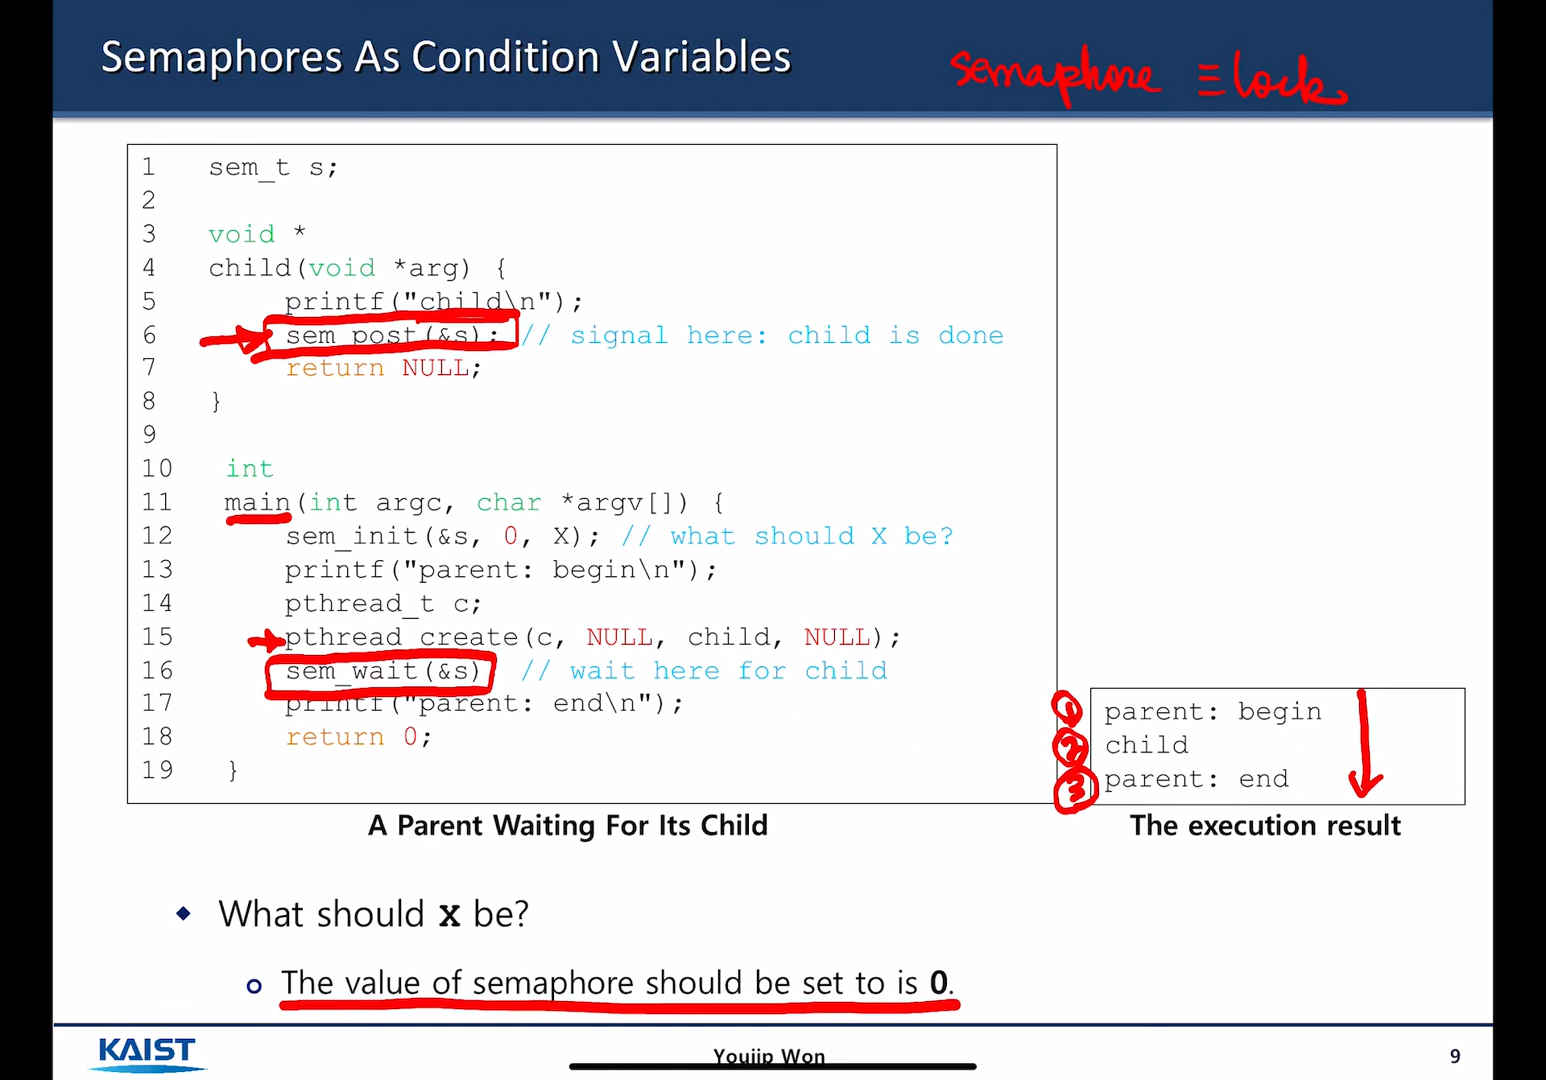 Semaphores As Condition Variables
semaphore ≡ lock
1 sem_t s;
2
3 void *
4 child(void *arg) {
5 printf("child\n");
6 sem_post(&s); // signal here: child is done
7 return NULL;
8 }
9
10 int
11 main(int argc, char *argv[]) {
12 sem_init(&s, 0, X); // what should X be?
13 printf("parent: begin\n");
14 pthread_t c;
15 pthread_create(c, NULL, child, NULL);
16 sem_wait(&s) // wait here for child
17 printf("parent: end\n");
18 return 0;
19 }
1 parent: begin
2 child
3 parent: end
A Parent Waiting For Its Child
The execution result
◆ What should x be?
o The value of semaphore should be set to is 0.
KAIST
Youjip Won
9